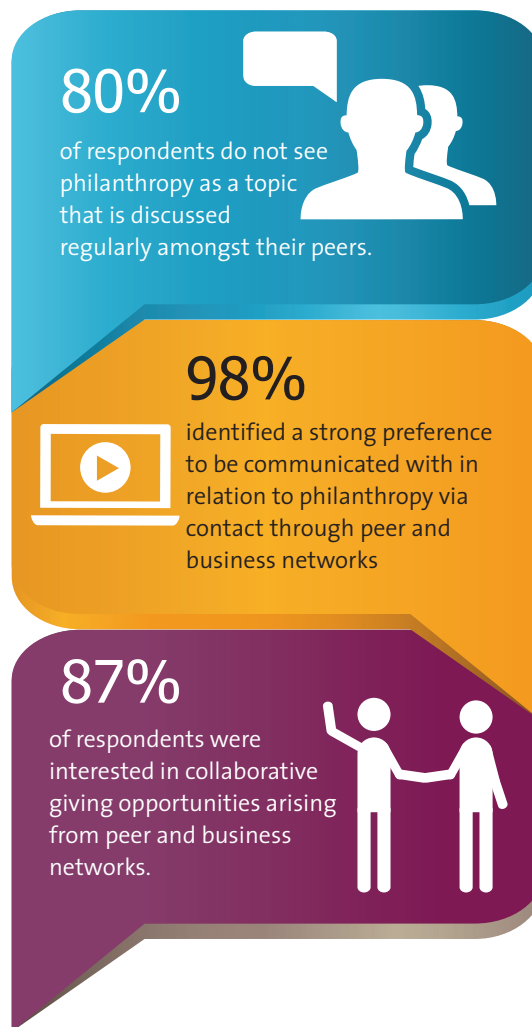 80%
of respondents do not see
philanthropy as a topic
that is discussed
regularly amongst their peers.
98%
identified a strong preference
to be communicated with in
relation to philanthropy via
contact through peer and
business networks
87%
of respondents were
interested in collaborative
giving opportunities arising
from peer and business
networks.